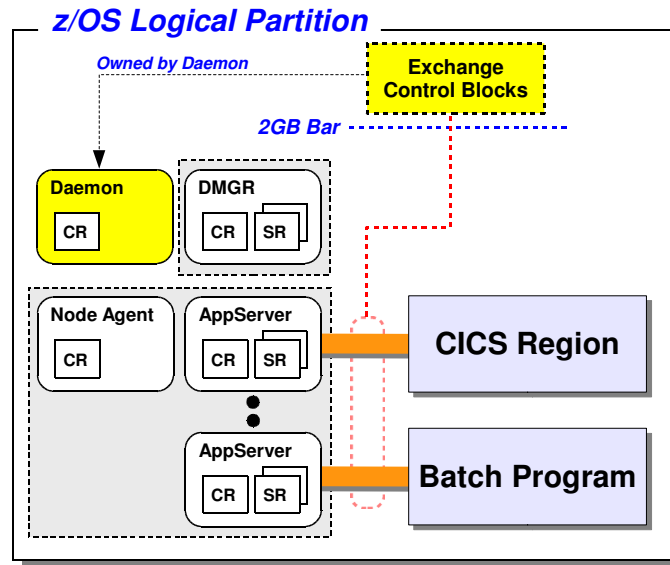 z/OS Logical Partition
Owned by Daemon
Exchange
Control Blocks
2GB Bar
Daemon
CR
DMGR
CR SR
Node Agent
CR
AppServer
CR SR
CICS Region
AppServer
CR SR
Batch Program